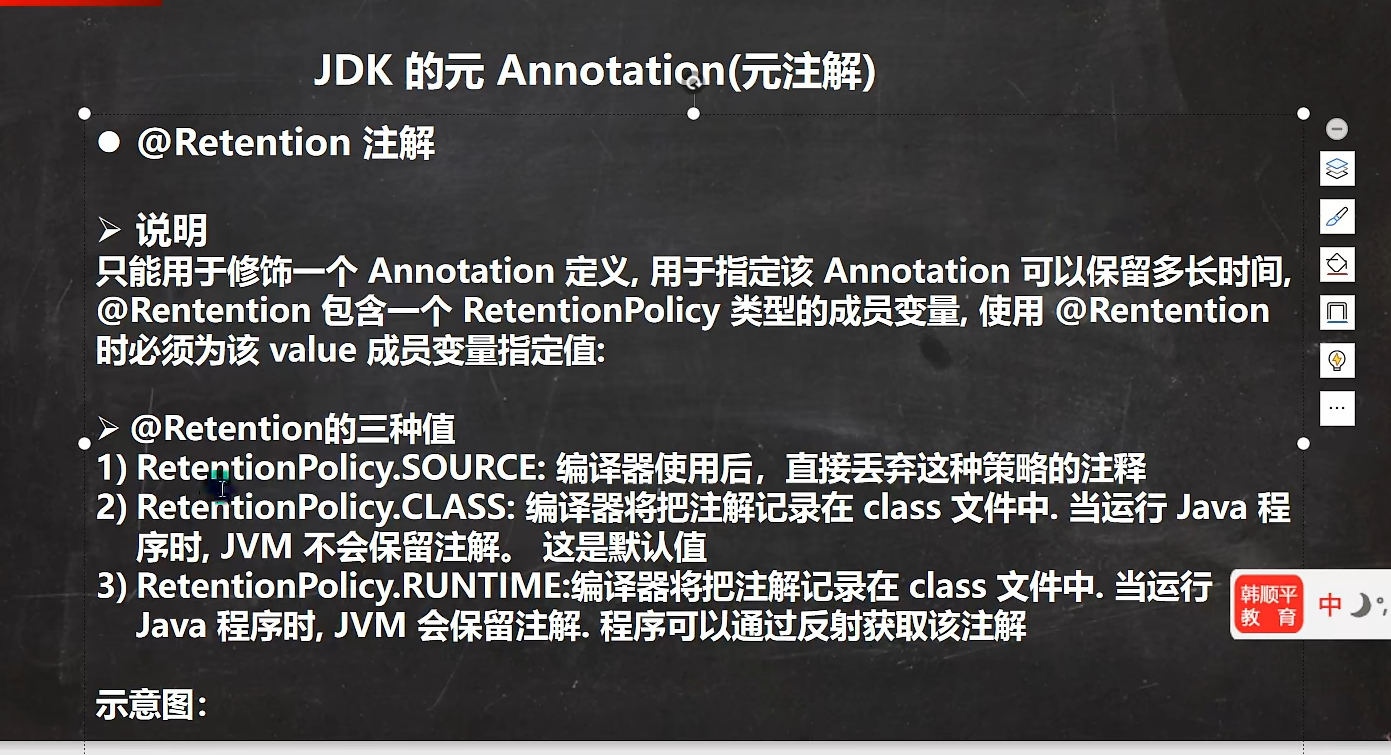 JDK 的元 Annotation(元注解)
● @Retention 注解
➢ 说明
只能用于修饰一个 Annotation 定义, 用于指定该 Annotation 可以保留多长时间,
@Rentention 包含一个 RetentionPolicy 类型的成员变量, 使用 @Rentention
时必须为该 value 成员变量指定值:
➢ @Retention的三种值
1) RetentionPolicy.SOURCE: 编译器使用后，直接丢弃这种策略的注释
2) RetentionPolicy.CLASS: 编译器将把注解记录在 class 文件中. 当运行 Java 程
序时, JVM 不会保留注解。 这是默认值
3) RetentionPolicy.RUNTIME:编译器将把注解记录在 class 文件中. 当运行
Java 程序时, JVM 会保留注解. 程序可以通过反射获取该注解
示意图：
韩顺平
教 育
中